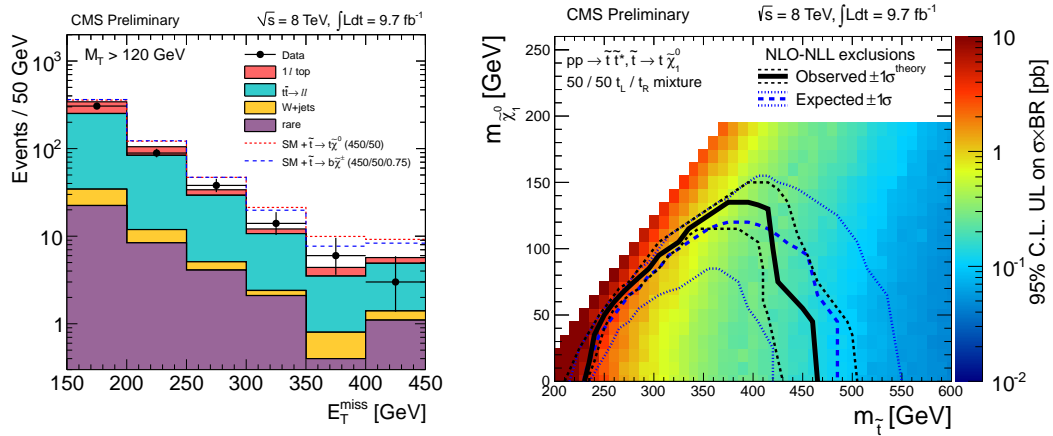 CMS Preliminary
√s = 8 TeV, ∫Ldt = 9.7 fb⁻¹
M_T > 120 GeV
Data
1l top
tt̄→ ll
W+jets
rare
SM + t̃→ tχ̃⁰ (450/50)
SM + t̃→ bχ̃± (450/50/0.75)
Events / 50 GeV
10³
10²
10
1
150 200 250 300 350 400 450
E_T^miss [GeV]
CMS Preliminary
√s = 8 TeV, ∫Ldt = 9.7 fb⁻¹
pp → t̃ t̃*, t̃ → t χ̃₁⁰
50 / 50 t_L / t_R mixture
NLO-NLL exclusions
Observed ±1σ^theory
Expected ±1σ
m_χ̃₁⁰ [GeV]
250
200
150
100
50
0
200 250 300 350 400 450 500 550 600
m_t̃ [GeV]
10
1
10⁻¹
10⁻²
95% C.L. UL on σ×BR [pb]